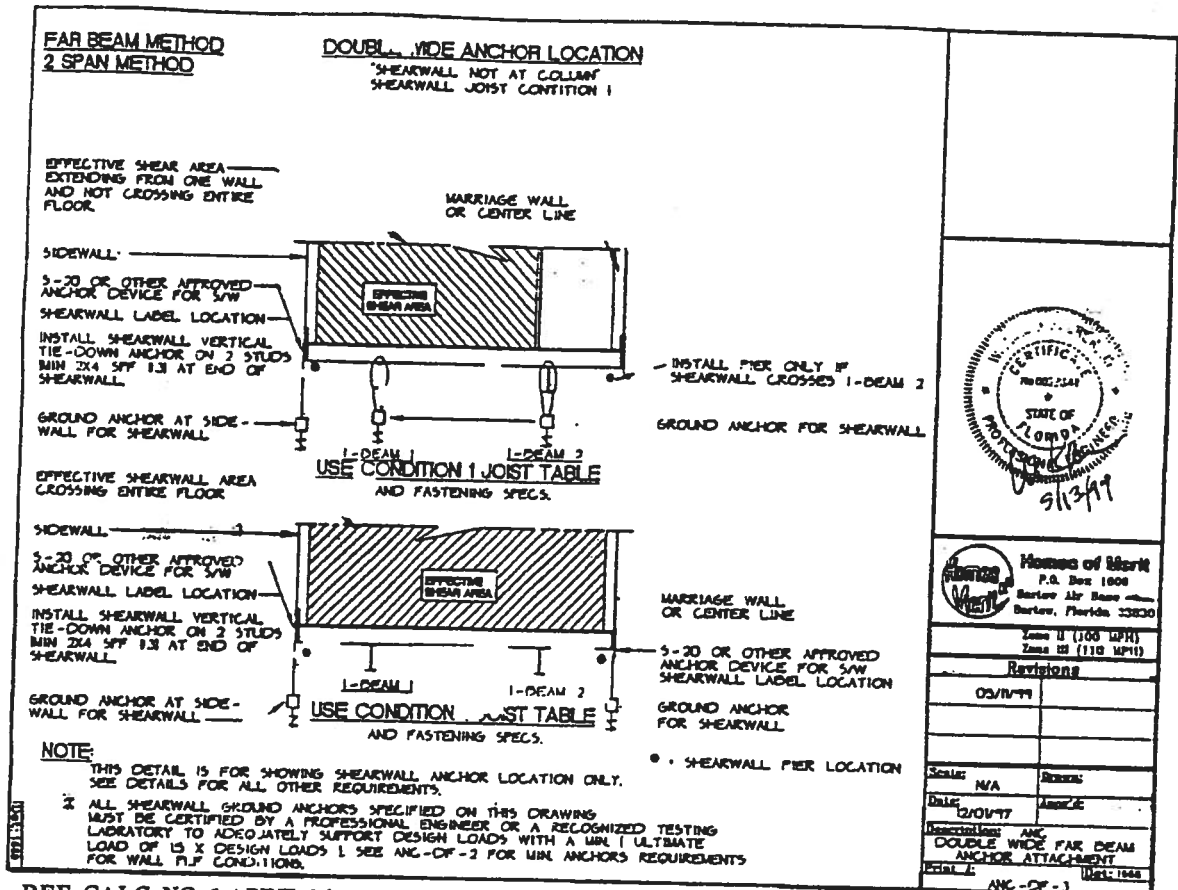 FAR BEAM METHOD
2 SPAN METHOD
WIDE ANCHOR LOCATION
"SHEARWALL NOT AT COLUMN"
SHEARWALL JOIST CONTITION 1
EFFECTIVE SHEAR AREA
EXTENDING FROM ONE WALL
AND NOT CROSSING ENTIRE
FLOOR
MARRIAGE WALL
OR CENTER LINE
SIDEWALL
S-20 OR OTHER APPROVED
ANCHOR DEVICE FOR S/W
SHEARWALL LABEL LOCATION
INSTALL SHEARWALL VERTICAL
TIE-DOWN ANCHOR ON 2 STUDS
MIN 2X4 SPF AT END OF
SHEARWALL.
EFFECTIVE
SHEAR AREA
INSTALL PIER ONLY IF
SHEARWALL CROSSES I-BEAM 2
GROUND ANCHOR AT SIDE-
WALL FOR SHEARWALL
GROUND ANCHOR FOR SHEARWALL
I-BEAM 1
I-BEAM 2
USE CONDITION 1 JOIST TABLE
AND FASTENING SPECS.
EFFECTIVE SHEARWALL AREA
CROSSING ENTIRE FLOOR
SIDEWALL
S-20 OR OTHER APPROVED
ANCHOR DEVICE FOR S/W
SHEARWALL LABEL LOCATION
INSTALL SHEARWALL VERTICAL
TIE-DOWN ANCHOR ON 2 STUDS
MIN 2X4 SPF AT END OF
SHEARWALL.
EFFECTIVE
SHEAR AREA
MARRIAGE WALL
OR CENTER LINE
S-20 OR OTHER APPROVED
ANCHOR DEVICE FOR S/W
SHEARWALL LABEL LOCATION
I-BEAM 1
I-BEAM 2
GROUND ANCHOR AT SIDE-
WALL FOR SHEARWALL
GROUND ANCHOR
FOR SHEARWALL
USE CONDITION TABLE
AND FASTENING SPECS.
• - SHEARWALL PIER LOCATION
NOTE:
THIS DETAIL IS FOR SHOWING SHEARWALL ANCHOR LOCATION ONLY.
SEE DETAILS FOR ALL OTHER REQUIREMENTS.
ALL SHEARWALL GROUND ANCHORS SPECIFIED ON THIS DRAWING
MUST BE CERTIFIED BY A PROFESSIONAL ENGINEER OR A RECOGNIZED TESTING
LABRATORY TO ADEQUATELY SUPPORT DESIGN LOADS WITH A ULTIMATE
LOAD OF X DESIGN LOADS SEE ANC-DF-2 FOR MIN. ANCHORS REQUIREMENTS
FOR WALL CONDITIONS.
CERTIFICATE
STATE OF
FLORIDA
PROFESSIONAL ENGINEER
5/13/99
Homes of Merit
Homes of Merit
P.O. Box 1606
Bartow Air Base
Bartow, Florida 33830
Zone II (100 MPH)
Zone III (110 MPH)
Revisions
Scale:
N/A
Drawn:
Date:
12/01/97
App'd:
Description: ANC
DOUBLE WIDE FAR BEAM
ANCHOR ATTACHMENT
Print #:
ANC-DF-3